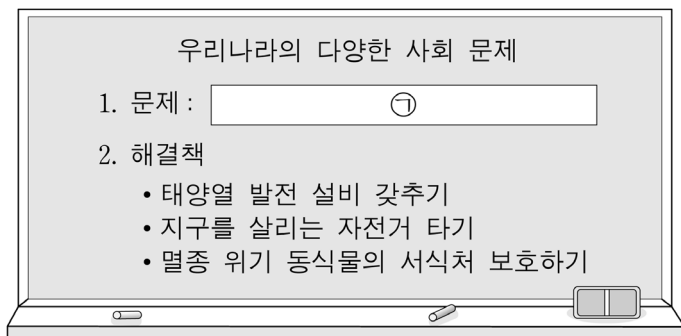 우리나라의 다양한 사회 문제
1. 문제 : ㉠
2. 해결책
• 태양열 발전 설비 갖추기
• 지구를 살리는 자전거 타기
• 멸종 위기 동식물의 서식처 보호하기